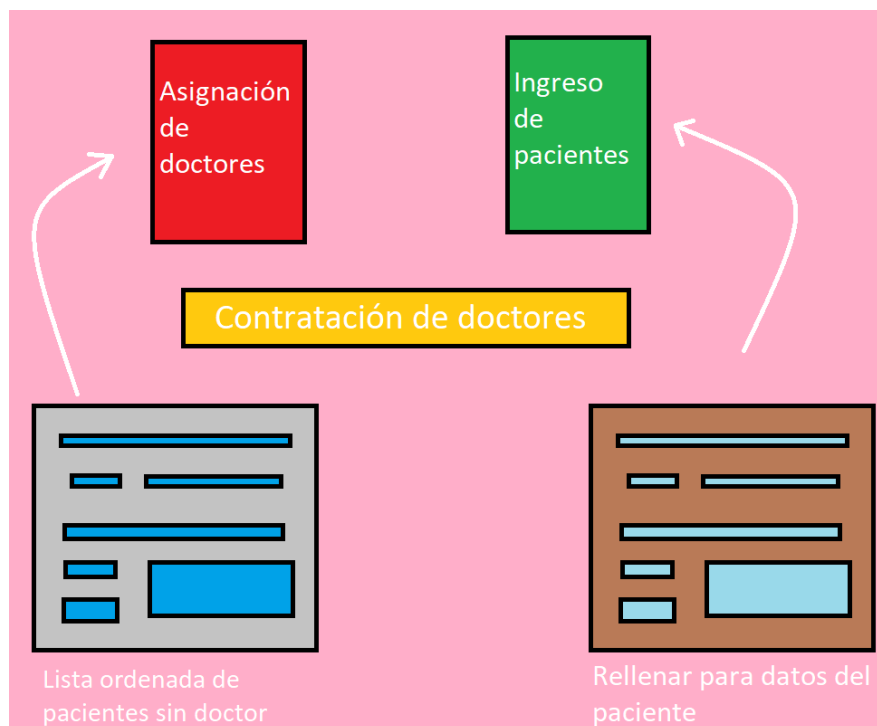 Asignación
de
doctores
Ingreso
de
pacientes
Contratación de doctores
Lista ordenada de
pacientes sin doctor
Rellenar para datos del
paciente